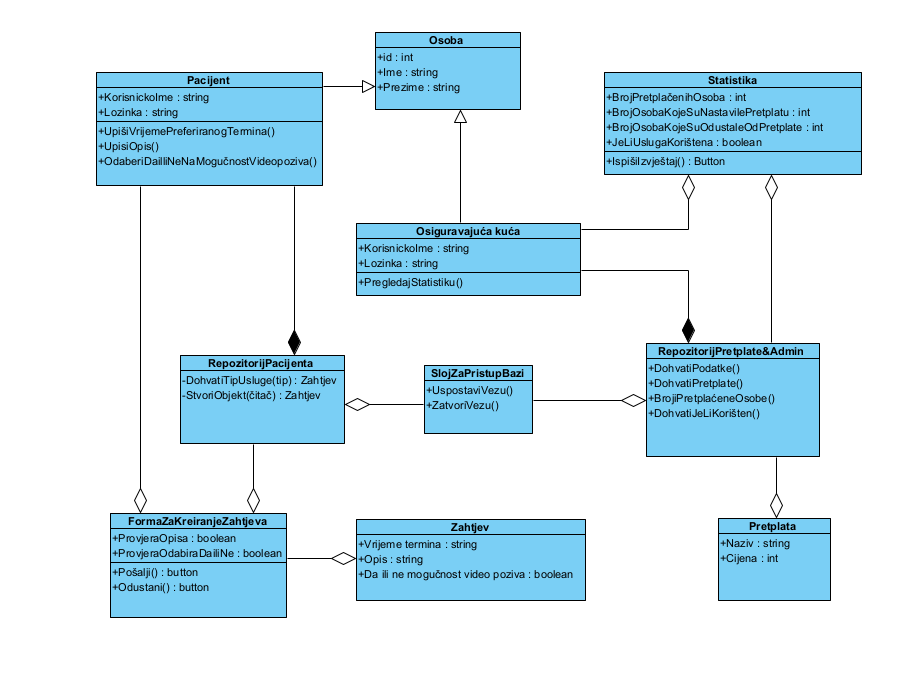 Osoba
+id : int
+Ime : string
+Prezime : string
Pacijent
+KorisnickoIme : string
+Lozinka : string
+UpišiVrijemePreferiranogTermina()
+UpisiOpis()
+OdaberiDaIliNeNaMogučnostVideopoziva()
Statistika
+BrojPretplačenihOsoba : int
+BrojOsobaKojeSuNastavilePretplatu : int
+BrojOsobaKojeSuOdustaleOdPretplate : int
+JeLiUslugaKorištena : boolean
+IspišiIzvještaj() : Button
Osiguravajuća kuća
+KorisnickoIme : string
+Lozinka : string
+PregledajStatistiku()
RepozitorijPacijenta
-DohvatiTipUsluge(tip) : Zahtjev
-StvoriObjekt(čitač) : Zahtjev
SlojZaPristupBazi
+UspostaviVezu()
+ZatvoriVezu()
RepozitorijPretplate&Admin
+DohvatiPodatke()
+DohvatiPretplate()
+BrojiPretplaćeneOsobe()
+DohvatiJeLiKorišten()
FormaZaKreiranjeZahtjeva
+ProvjeraOpisa : boolean
+ProvjeraOdabiraDaiIiNe : boolean
+Pošalji() : button
+Odustani() : button
Zahtjev
+Vrijeme termina : string
+Opis : string
+Da ili ne mogučnost video poziva : boolean
Pretplata
+Naziv : string
+Cijena : int